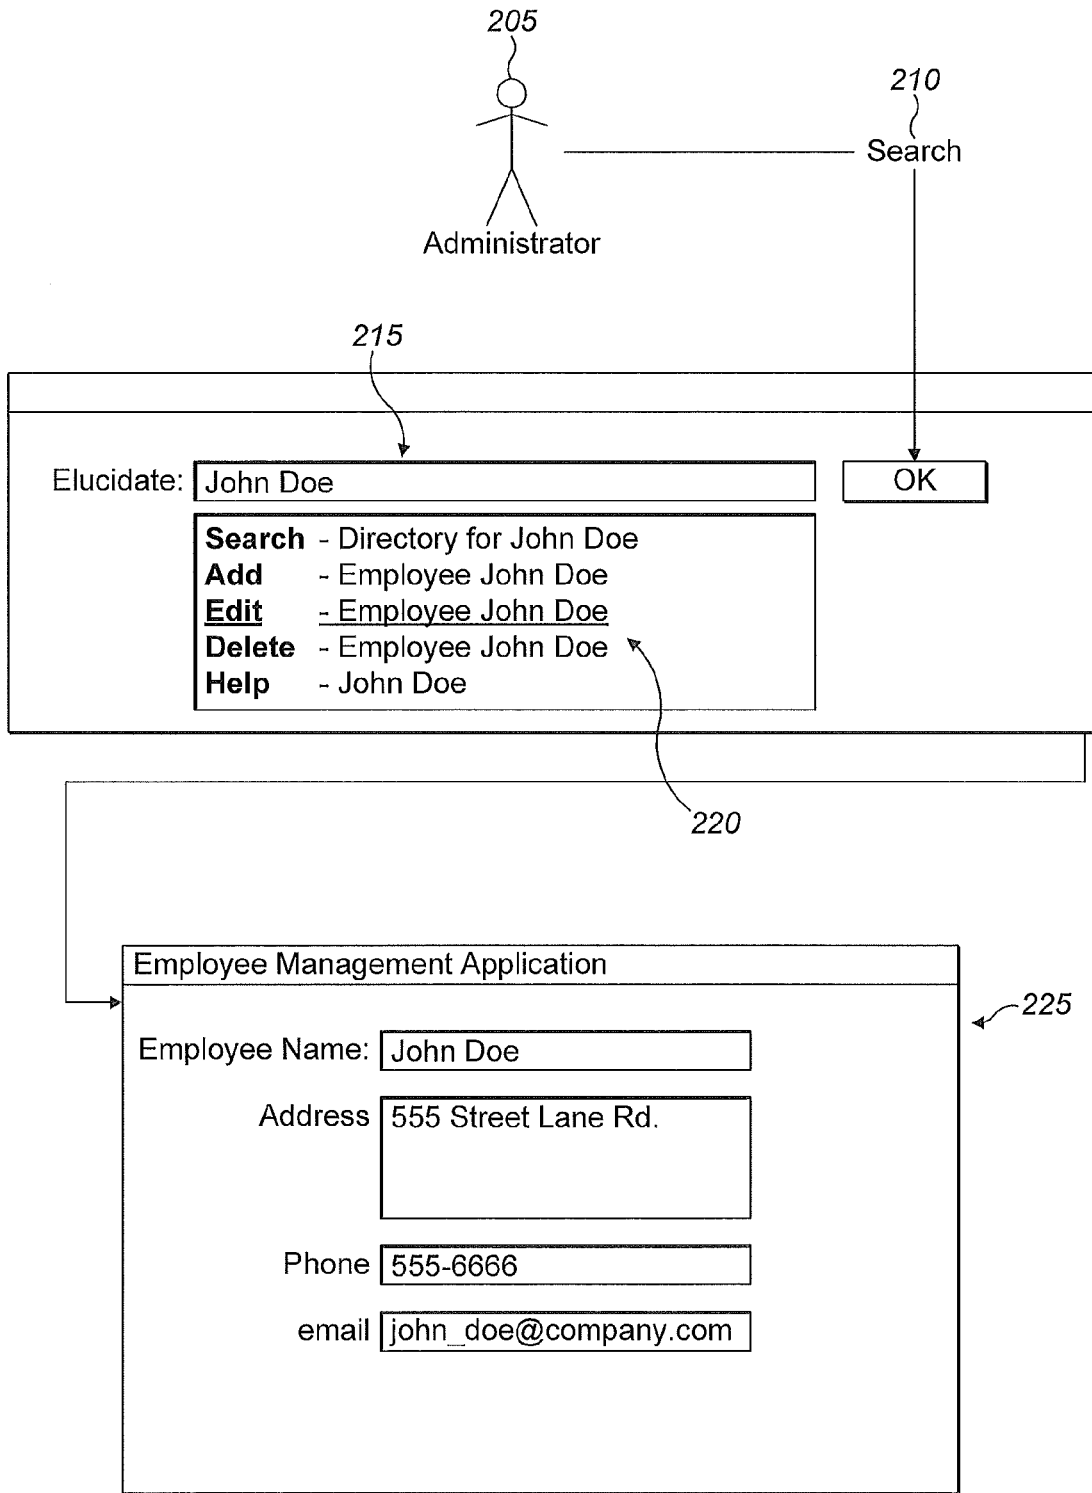 205
210
Search
Administrator
215
Elucidate: John Doe OK
Search - Directory for John Doe
Add - Employee John Doe
Edit - Employee John Doe
Delete - Employee John Doe
Help - John Doe
220
Employee Management Application
225
Employee Name: John Doe
Address 555 Street Lane Rd.
Phone 555-6666
email john_doe@company.com